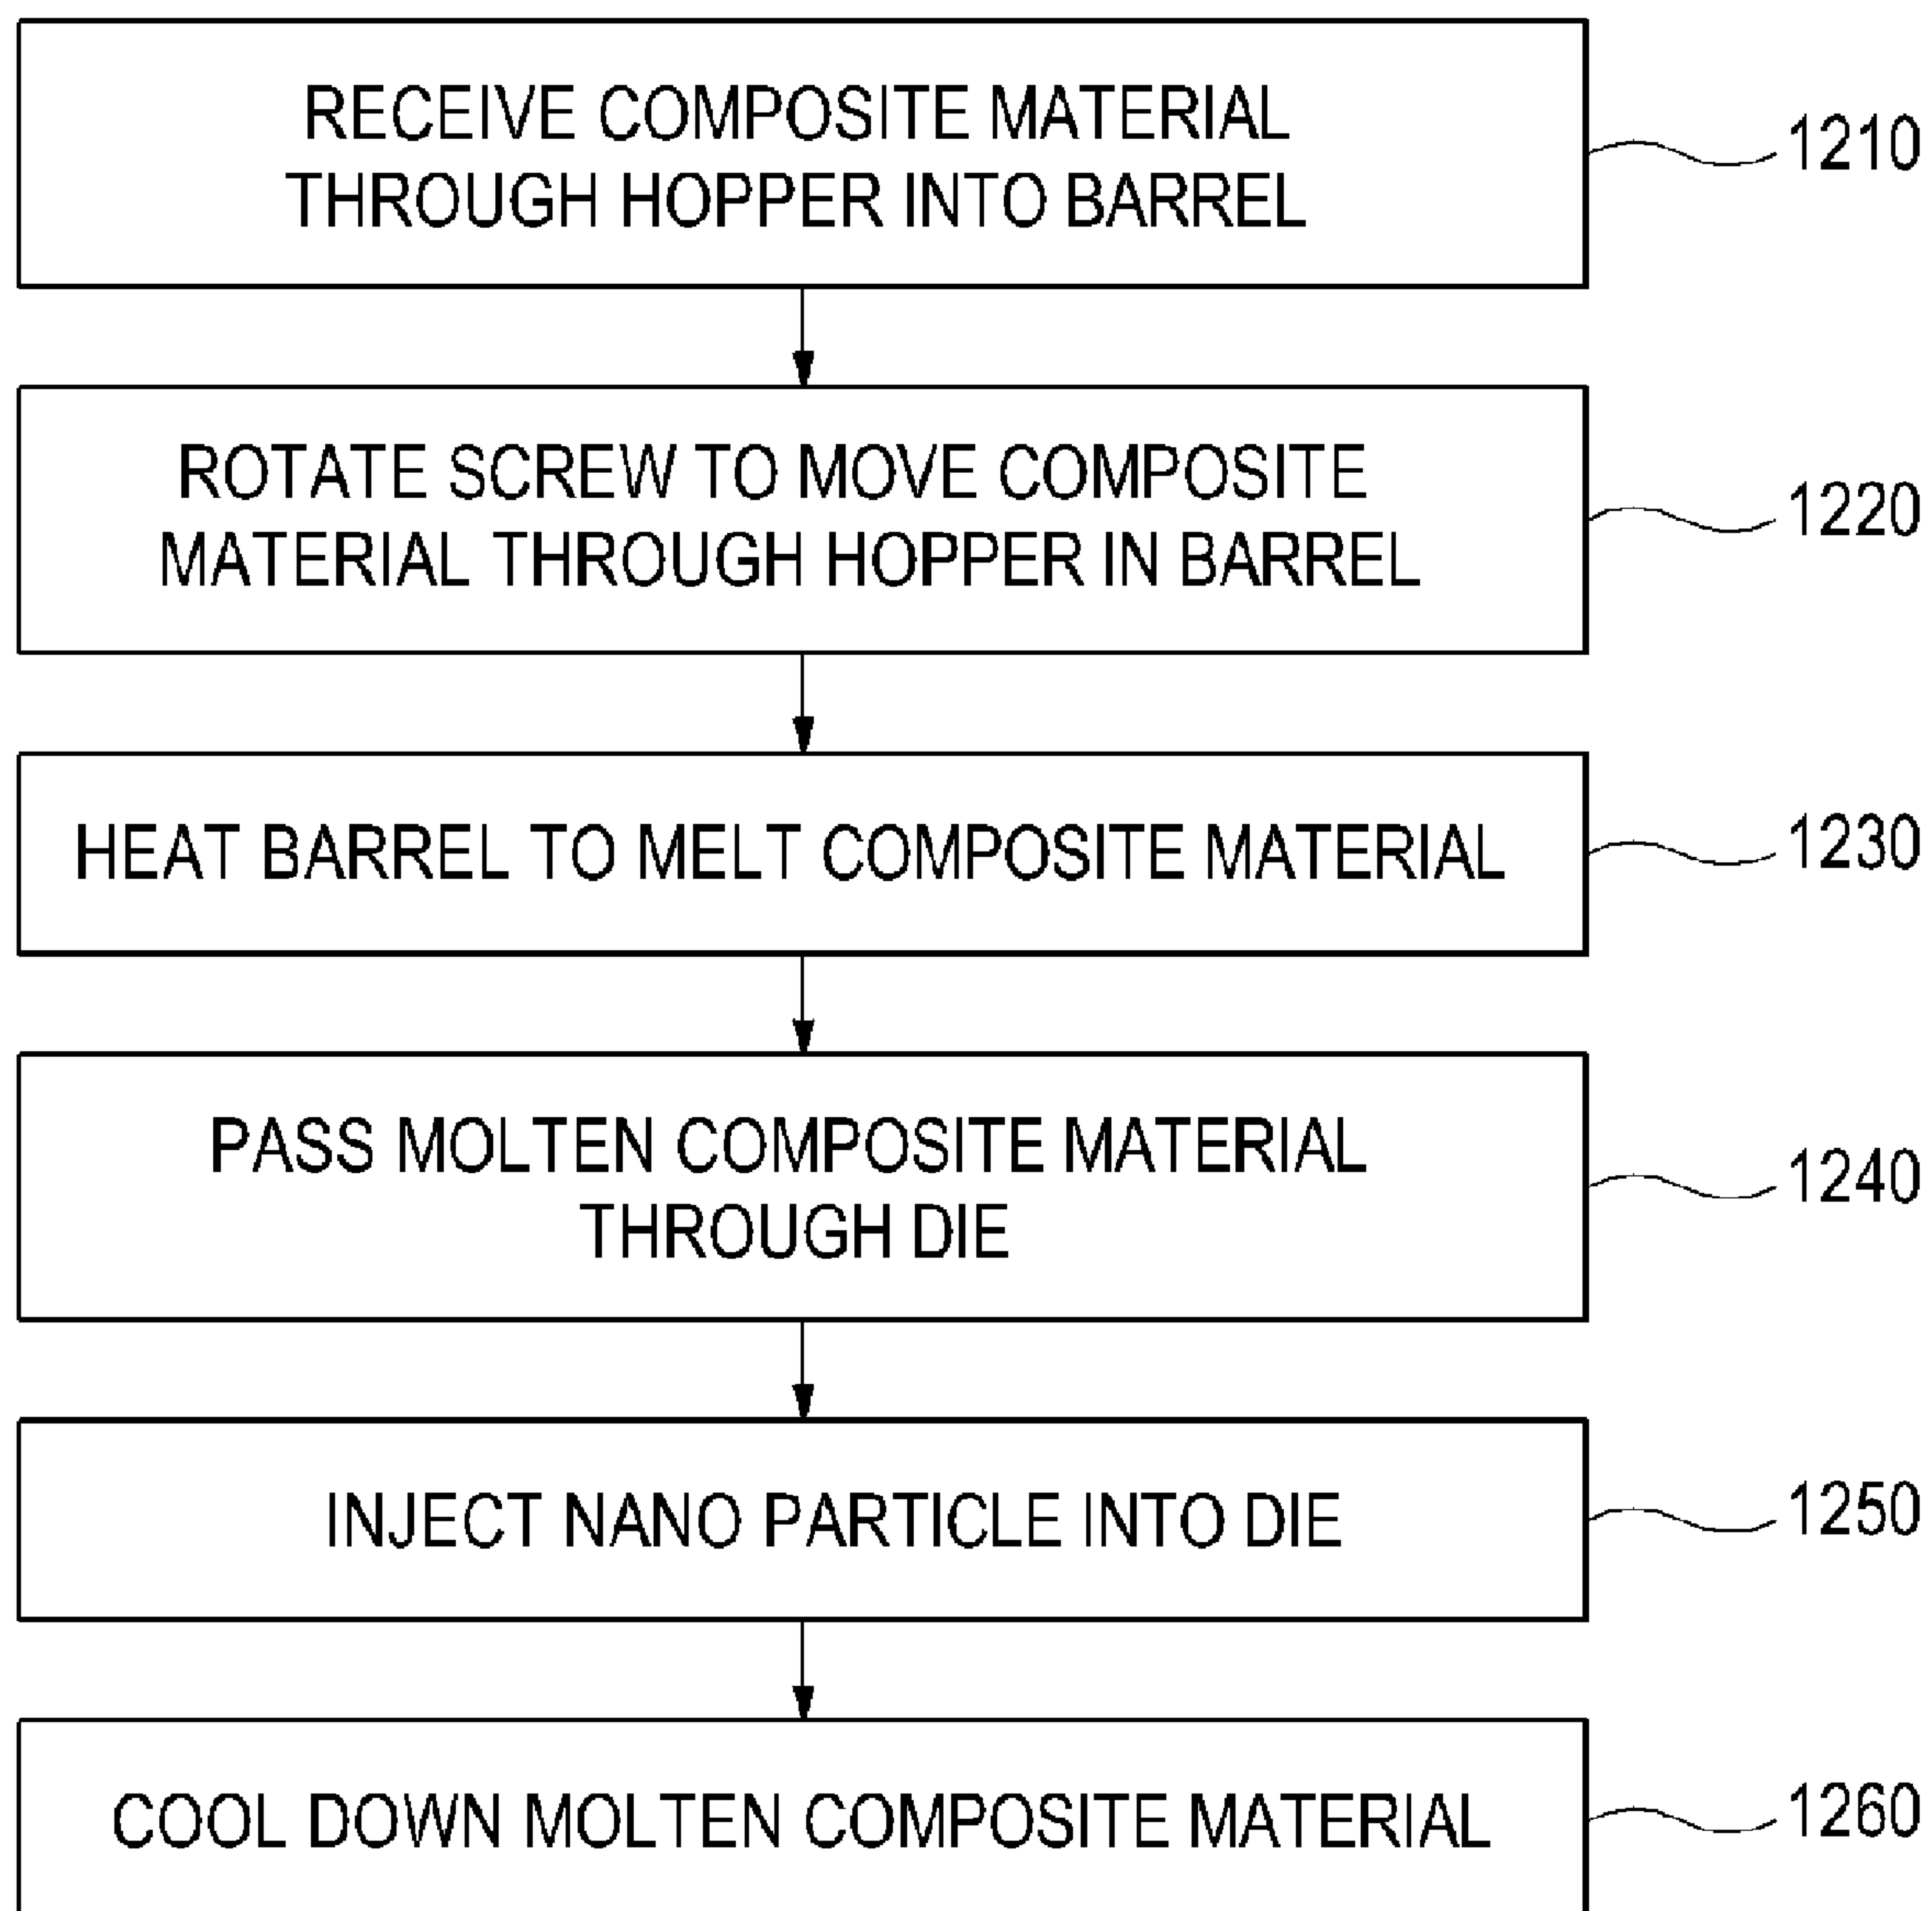 RECEIVE COMPOSITE MATERIAL
THROUGH HOPPER INTO BARREL
1210
ROTATE SCREW TO MOVE COMPOSITE
MATERIAL THROUGH HOPPER IN BARREL
1220
HEAT BARREL TO MELT COMPOSITE MATERIAL
1230
PASS MOLTEN COMPOSITE MATERIAL
THROUGH DIE
1240
INJECT NANO PARTICLE INTO DIE
1250
COOL DOWN MOLTEN COMPOSITE MATERIAL
1260